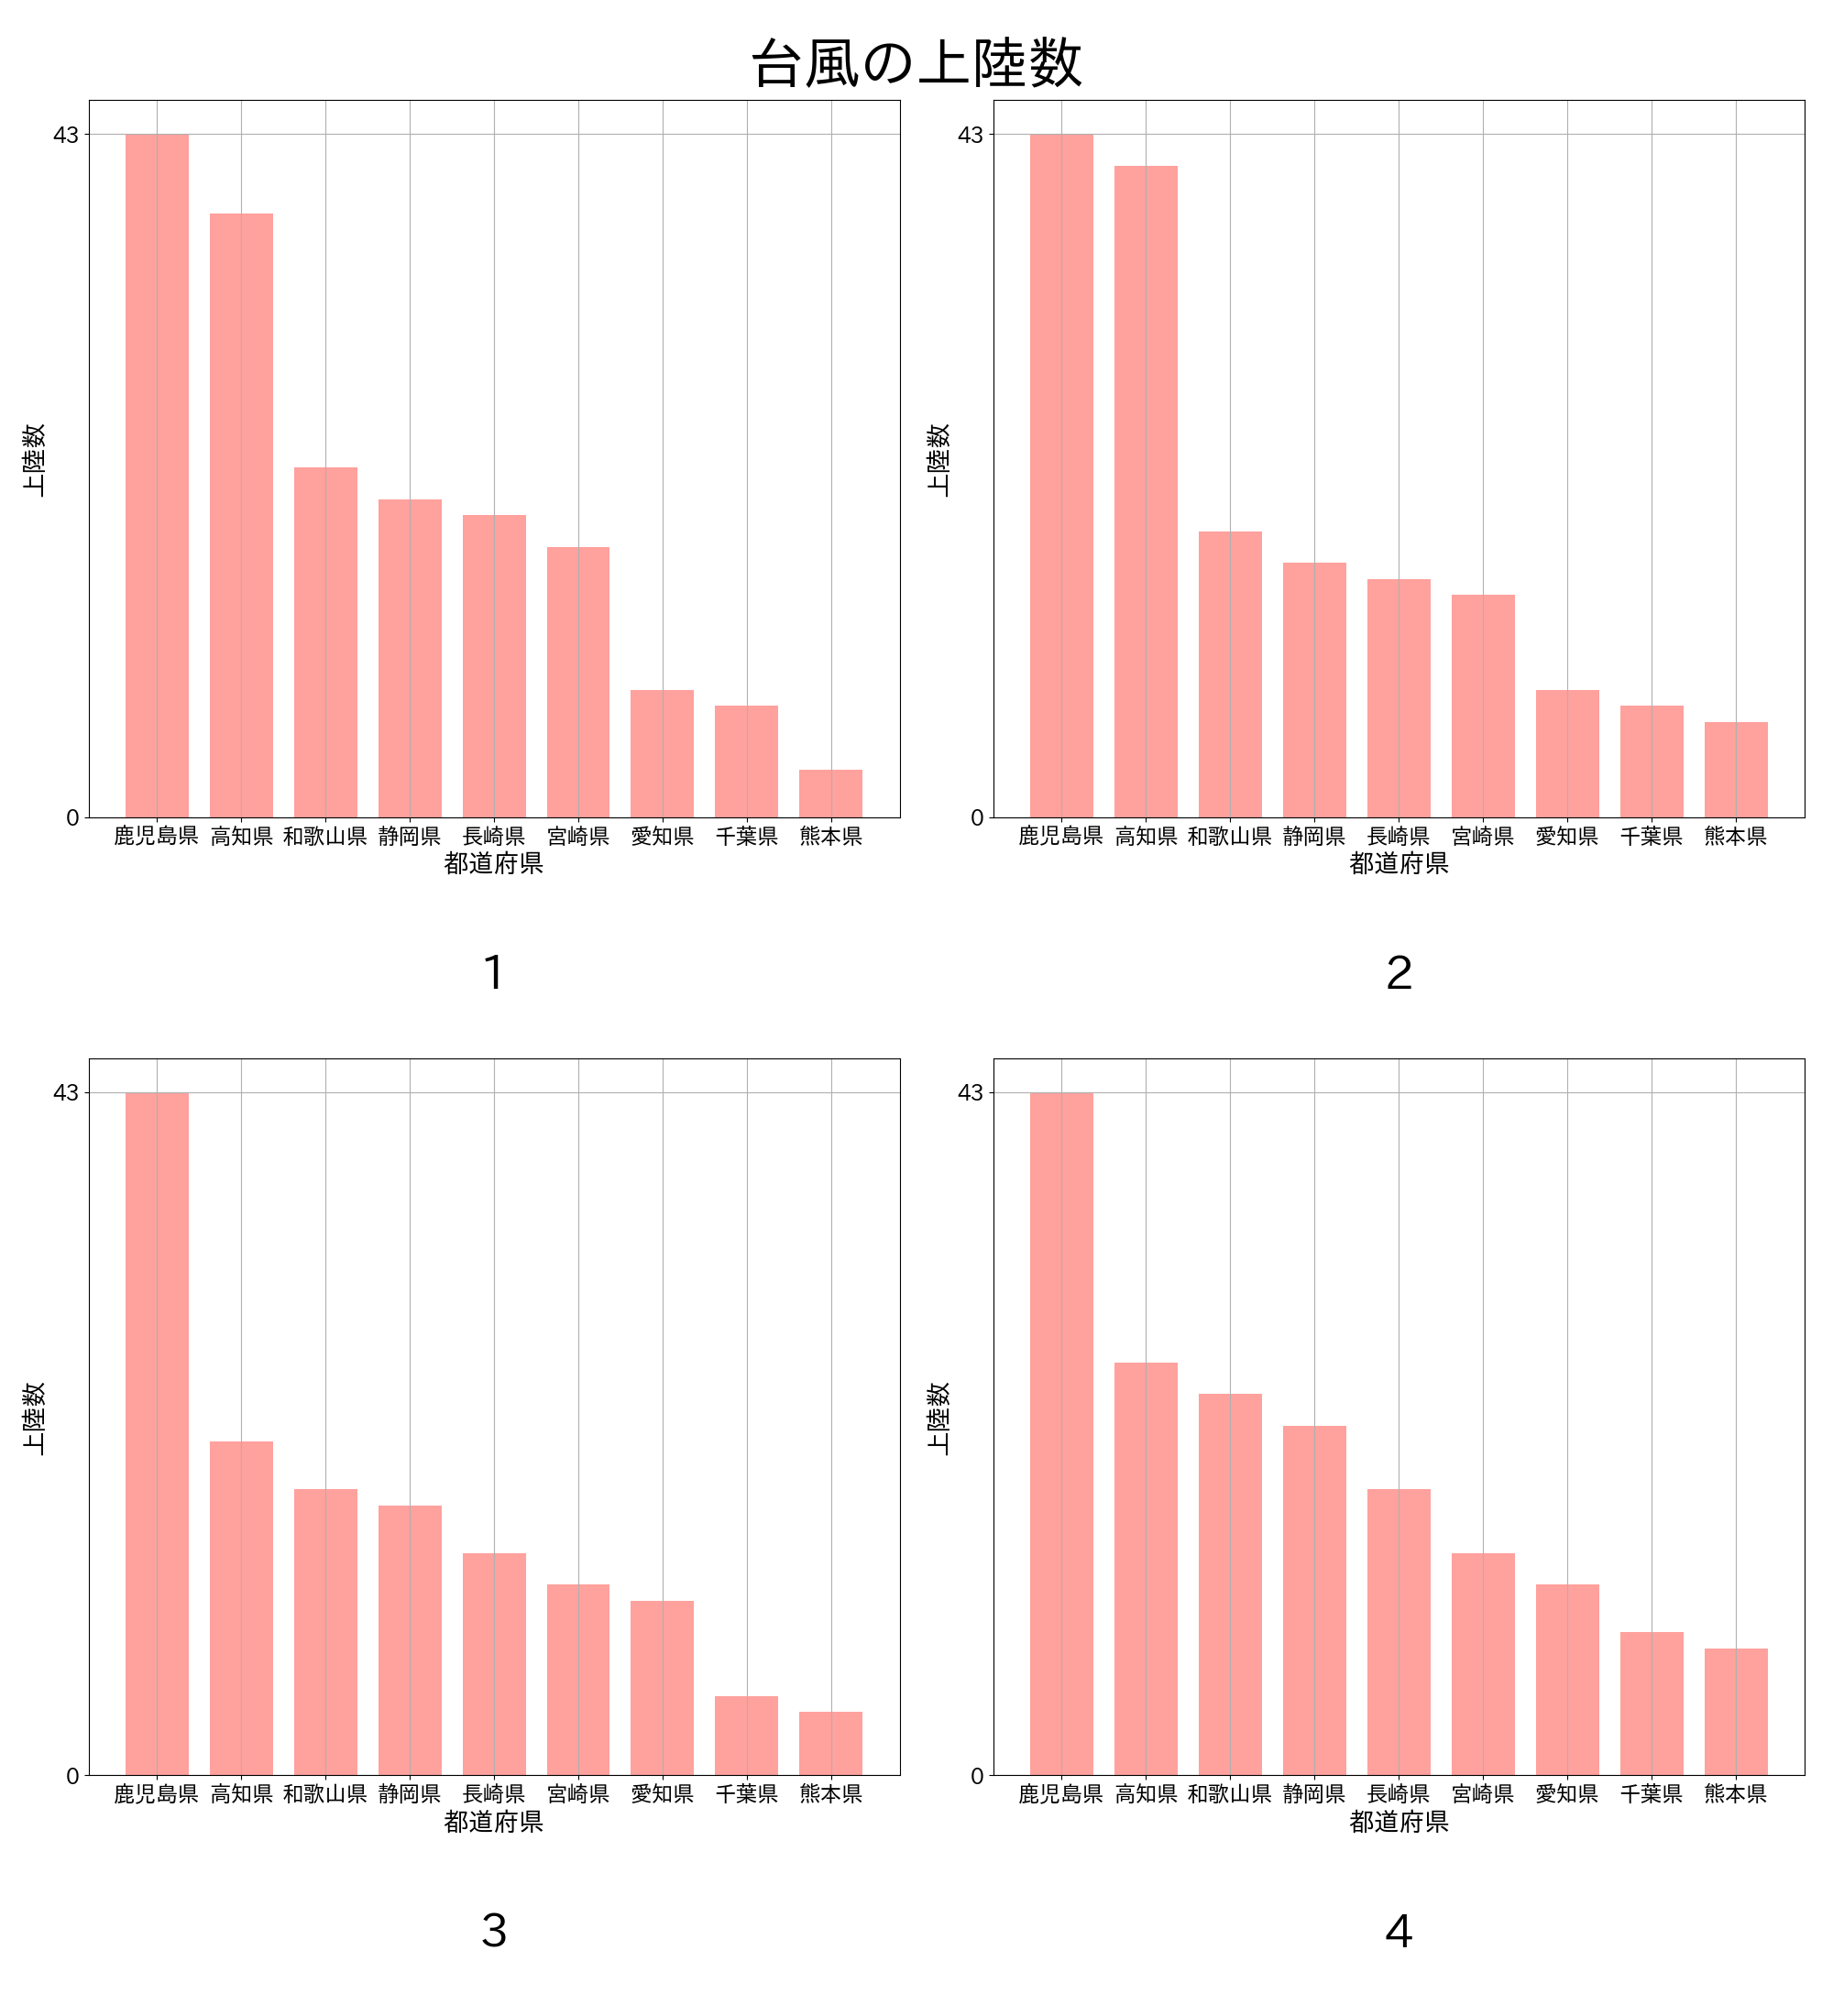 台風の上陸数
43
0
上陸数
鹿児島県 高知県 和歌山県 静岡県 長崎県 宮崎県 愛知県 千葉県 熊本県
都道府県
1
43
0
上陸数
鹿児島県 高知県 和歌山県 静岡県 長崎県 宮崎県 愛知県 千葉県 熊本県
都道府県
2
43
0
上陸数
鹿児島県 高知県 和歌山県 静岡県 長崎県 宮崎県 愛知県 千葉県 熊本県
都道府県
3
43
0
上陸数
鹿児島県 高知県 和歌山県 静岡県 長崎県 宮崎県 愛知県 千葉県 熊本県
都道府県
4